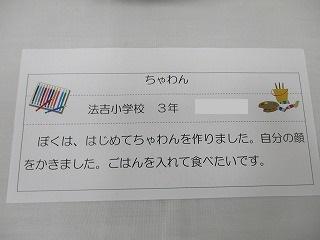 ちゃわん
法吉小学校　３年
ぼくは、はじめてちゃわんを作りました。自分の顔
をかきました。ごはんを入れて食べたいです。